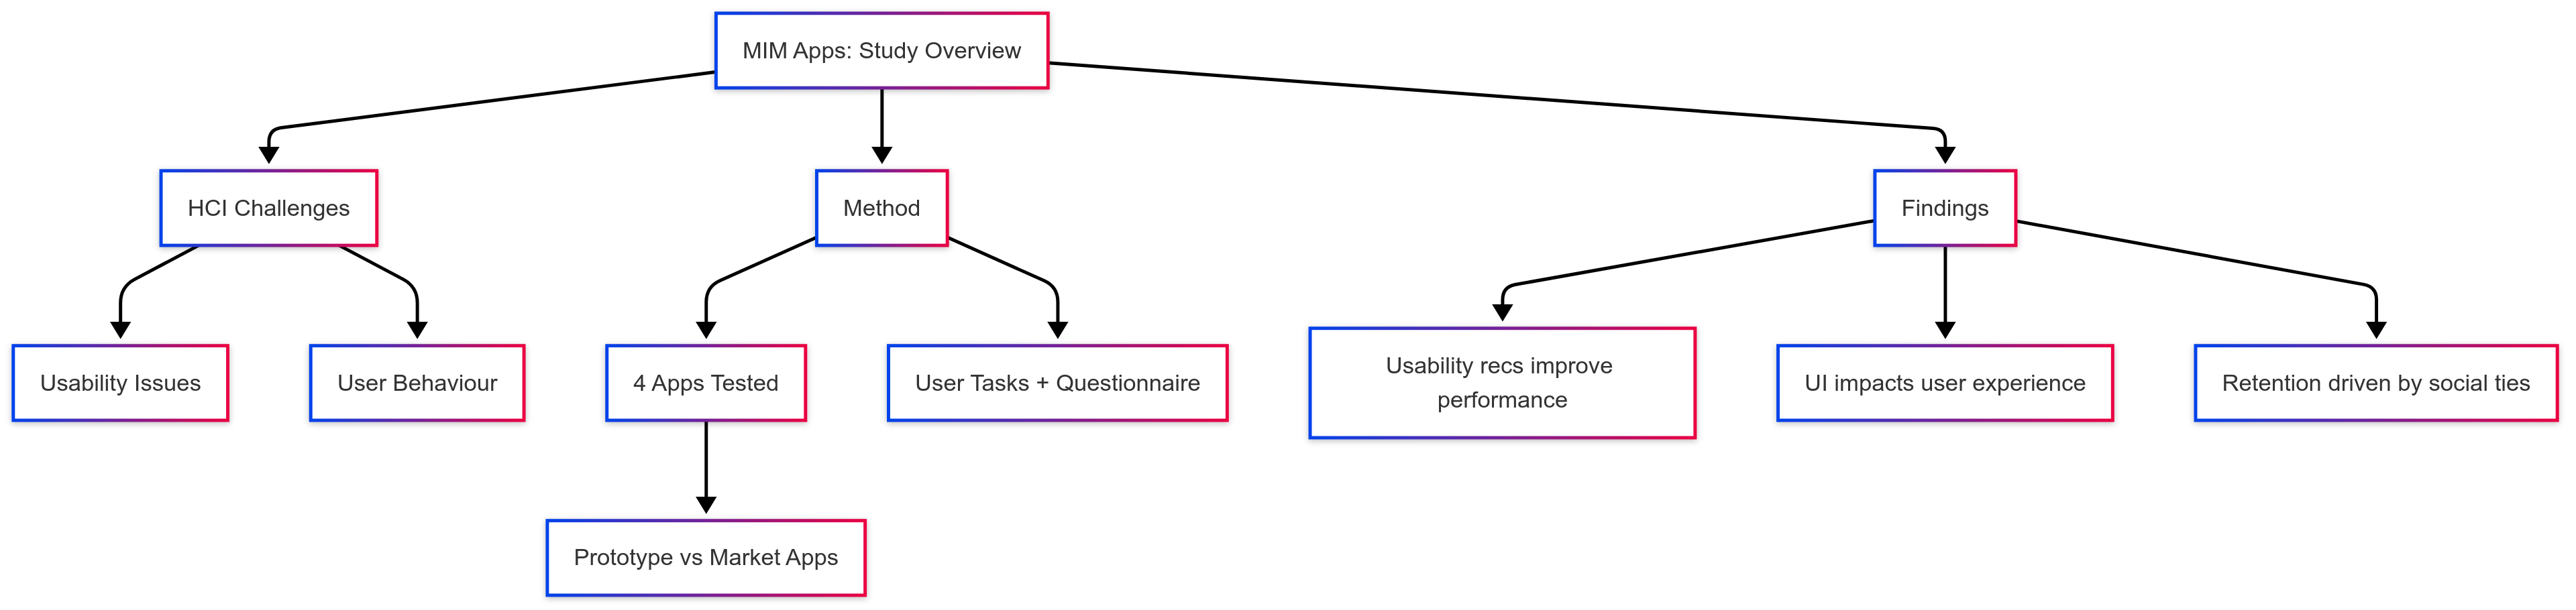 MIM Apps: Study Overview
HCI Challenges
Method
Findings
Usability Issues
User Behaviour
4 Apps Tested
User Tasks + Questionnaire
Usability recs improve
performance
UI impacts user experience
Retention driven by social ties
Prototype vs Market Apps